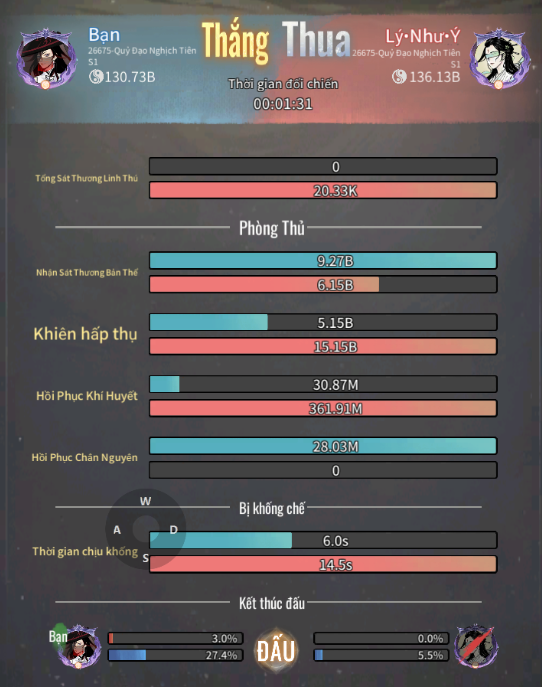 Bạn
26675-Quỷ Đạo Nghịch Tiên
S1
130.73B
Thắng Thua
Lý•Như•Ý
26675-Quỷ Đạo Nghịch Tiên
S1
136.13B
Thời gian đối chiến
00:01:31
Tổng Sát Thương Linh Thú
0
20.33K
Phòng Thủ
Nhận Sát Thương Bản Thể
9.27B
6.15B
Khiên hấp thụ
5.15B
15.15B
Hồi Phục Khí Huyết
30.87M
361.91M
Hồi Phục Chân Nguyên
28.03M
0
Bị khống chế
W
A D
S
Thời gian chịu khống
6.0s
14.5s
Kết thúc đấu
Bạn
3.0%
27.4%
ĐẤU
0.0%
5.5%